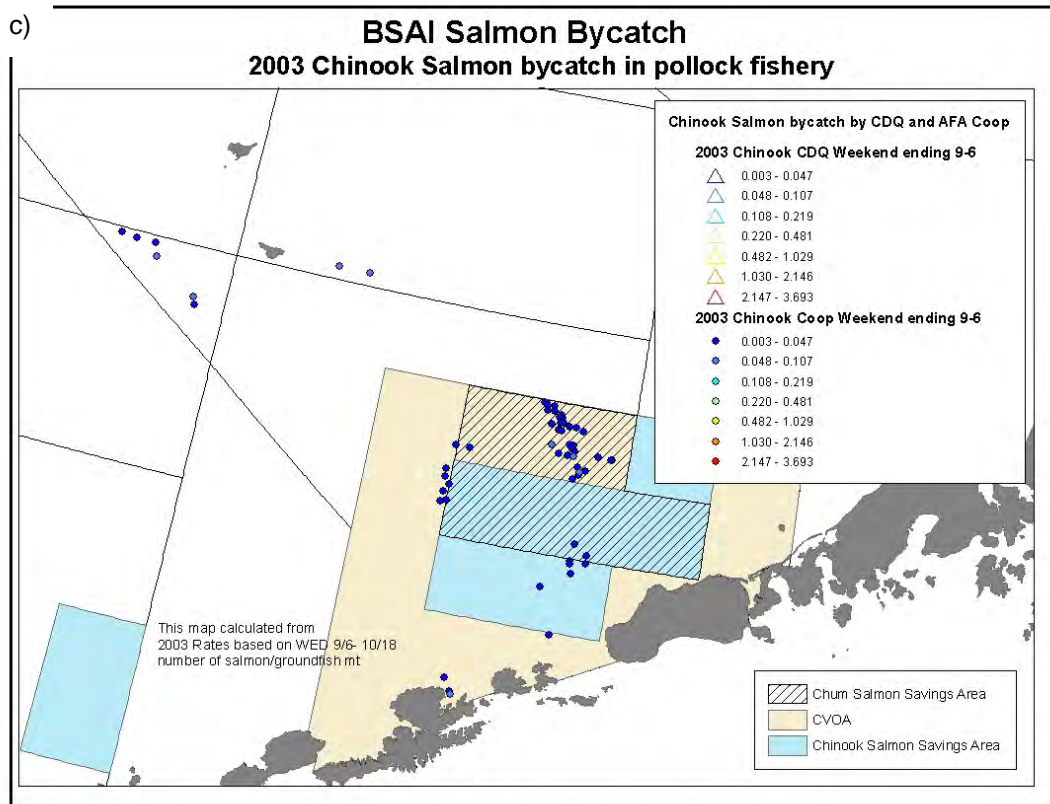 c)
BSAI Salmon Bycatch
2003 Chinook Salmon bycatch in pollock fishery
Chinook Salmon bycatch by CDQ and AFA Coop
2003 Chinook CDQ Weekend ending 9-6
0.003 - 0.047
0.048 - 0.107
0.108 - 0.219
0.220 - 0.481
0.482 - 1.029
1.030 - 2.146
2.147 - 3.693
2003 Chinook Coop Weekend ending 9-6
0.003 - 0.047
0.048 - 0.107
0.108 - 0.219
0.220 - 0.481
0.482 - 1.029
1.030 - 2.146
2.147 - 3.693
This map calculated from
2003 Rates based on WED 9/6- 10/18
number of salmon/groundfish mt
Chum Salmon Savings Area
CVOA
Chinook Salmon Savings Area